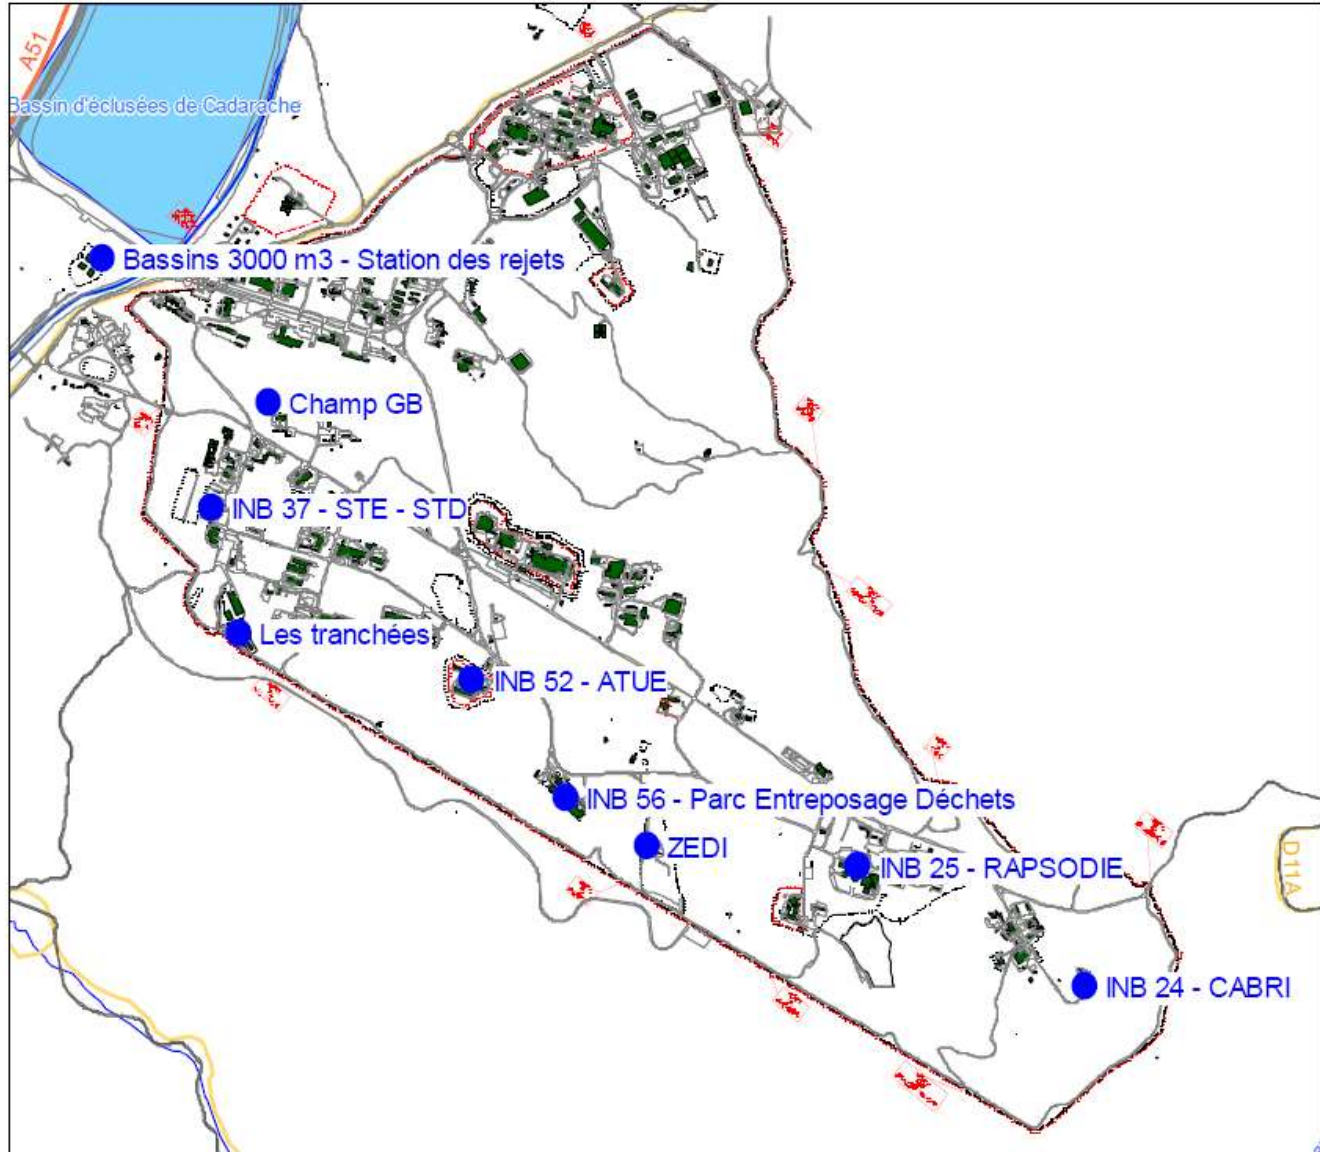 A51
Bassin d'éclusées de Cadarache
Bassins 3000 m3 - Station des rejets
Champ GB
INB 37 - STE - STD
Les tranchées
INB 52 - ATUE
INB 56 - Parc Entreposage Déchets
ZEDI
INB 25 - RAPSODIE
D11A
INB 24 - CABRI